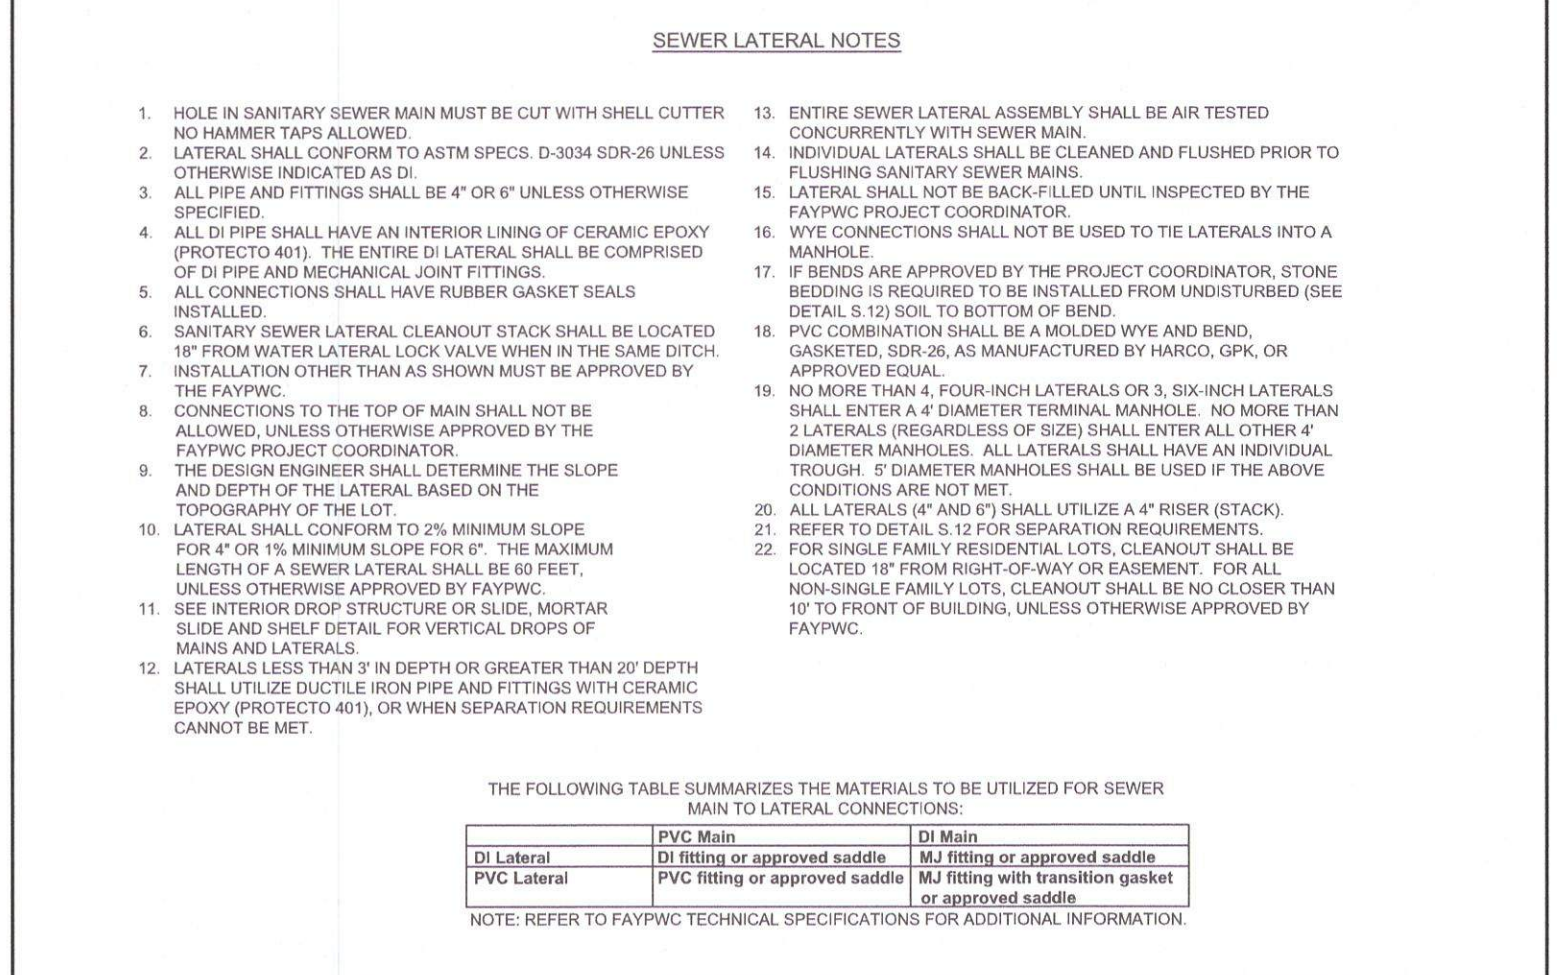 SEWER LATERAL NOTES
1. HOLE IN SANITARY SEWER MAIN MUST BE CUT WITH SHELL CUTTER
NO HAMMER TAPS ALLOWED.
2. LATERAL SHALL CONFORM TO ASTM SPECS. D-3034 SDR-26 UNLESS
OTHERWISE INDICATED AS DI.
3. ALL PIPE AND FITTINGS SHALL BE 4" OR 6" UNLESS OTHERWISE
SPECIFIED.
4. ALL DI PIPE SHALL HAVE AN INTERIOR LINING OF CERAMIC EPOXY
(PROTECTO 401). THE ENTIRE DI LATERAL SHALL BE COMPRISED
OF DI PIPE AND MECHANICAL JOINT FITTINGS.
5. ALL CONNECTIONS SHALL HAVE RUBBER GASKET SEALS
INSTALLED.
6. SANITARY SEWER LATERAL CLEANOUT STACK SHALL BE LOCATED
18" FROM WATER LATERAL LOCK VALVE WHEN IN THE SAME DITCH.
7. INSTALLATION OTHER THAN AS SHOWN MUST BE APPROVED BY
THE FAYPWC.
8. CONNECTIONS TO THE TOP OF MAIN SHALL NOT BE
ALLOWED, UNLESS OTHERWISE APPROVED BY THE
FAYPWC PROJECT COORDINATOR.
9. THE DESIGN ENGINEER SHALL DETERMINE THE SLOPE
AND DEPTH OF THE LATERAL BASED ON THE
TOPOGRAPHY OF THE LOT.
10. LATERAL SHALL CONFORM TO 2% MINIMUM SLOPE
FOR 4" OR 1% MINIMUM SLOPE FOR 6". THE MAXIMUM
LENGTH OF A SEWER LATERAL SHALL BE 60 FEET,
UNLESS OTHERWISE APPROVED BY FAYPWC.
11. SEE INTERIOR DROP STRUCTURE OR SLIDE, MORTAR
SLIDE AND SHELF DETAIL FOR VERTICAL DROPS OF
MAINS AND LATERALS.
12. LATERALS LESS THAN 3' IN DEPTH OR GREATER THAN 20' DEPTH
SHALL UTILIZE DUCTILE IRON PIPE AND FITTINGS WITH CERAMIC
EPOXY (PROTECTO 401), OR WHEN SEPARATION REQUIREMENTS
CANNOT BE MET.
13. ENTIRE SEWER LATERAL ASSEMBLY SHALL BE AIR TESTED
CONCURRENTLY WITH SEWER MAIN.
14. INDIVIDUAL LATERALS SHALL BE CLEANED AND FLUSHED PRIOR TO
FLUSHING SANITARY SEWER MAINS.
15. LATERAL SHALL NOT BE BACK-FILLED UNTIL INSPECTED BY THE
FAYPWC PROJECT COORDINATOR.
16. WYE CONNECTIONS SHALL NOT BE USED TO TIE LATERALS INTO A
MANHOLE.
17. IF BENDS ARE APPROVED BY THE PROJECT COORDINATOR, STONE
BEDDING IS REQUIRED TO BE INSTALLED FROM UNDISTURBED (SEE
DETAIL S.12) SOIL TO BOTTOM OF BEND.
18. PVC COMBINATION SHALL BE A MOLDED WYE AND BEND,
GASKETED, SDR-26, AS MANUFACTURED BY HARCO, GPK, OR
APPROVED EQUAL.
19. NO MORE THAN 4, FOUR-INCH LATERALS OR 3, SIX-INCH LATERALS
SHALL ENTER A 4' DIAMETER TERMINAL MANHOLE. NO MORE THAN
2 LATERALS (REGARDLESS OF SIZE) SHALL ENTER ALL OTHER 4'
DIAMETER MANHOLES. ALL LATERALS SHALL HAVE AN INDIVIDUAL
TROUGH. 5' DIAMETER MANHOLES SHALL BE USED IF THE ABOVE
CONDITIONS ARE NOT MET.
20. ALL LATERALS (4" AND 6") SHALL UTILIZE A 4" RISER (STACK).
21. REFER TO DETAIL S.12 FOR SEPARATION REQUIREMENTS.
22. FOR SINGLE FAMILY RESIDENTIAL LOTS, CLEANOUT SHALL BE
LOCATED 18" FROM RIGHT-OF-WAY OR EASEMENT. FOR ALL
NON-SINGLE FAMILY LOTS, CLEANOUT SHALL BE NO CLOSER THAN
10' TO FRONT OF BUILDING, UNLESS OTHERWISE APPROVED BY
FAYPWC.
THE FOLLOWING TABLE SUMMARIZES THE MATERIALS TO BE UTILIZED FOR SEWER
MAIN TO LATERAL CONNECTIONS:
PVC Main DI Main
DI Lateral DI fitting or approved saddle MJ fitting or approved saddle
PVC Lateral PVC fitting or approved saddle MJ fitting with transition gasket
or approved saddle
NOTE: REFER TO FAYPWC TECHNICAL SPECIFICATIONS FOR ADDITIONAL INFORMATION.